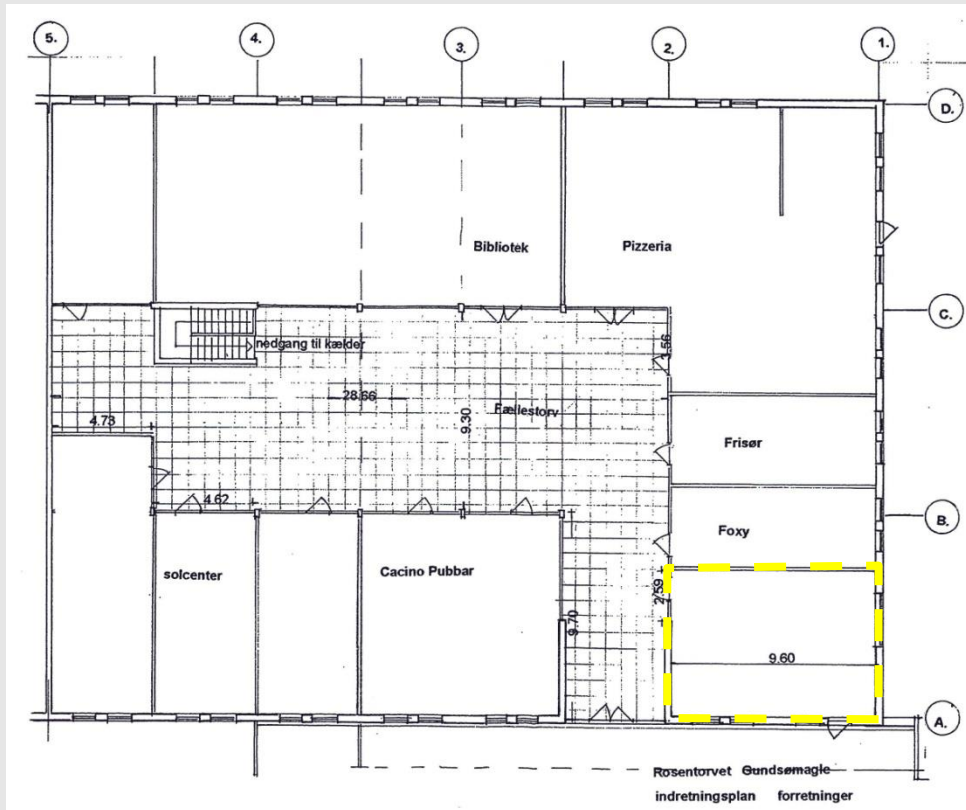 5.
4.
3.
2.
1.
D.
Bibliotek
Pizzeria
C.
nedgang til kælder
1.56
28.66
Fællestorv
4.73
9.30
Frisør
4.62
B.
Foxy
solcenter
Cacino Pubbar
2.59
9.70
9.60
A.
Rosentorvet Gundsømagle
indretningsplan forretninger